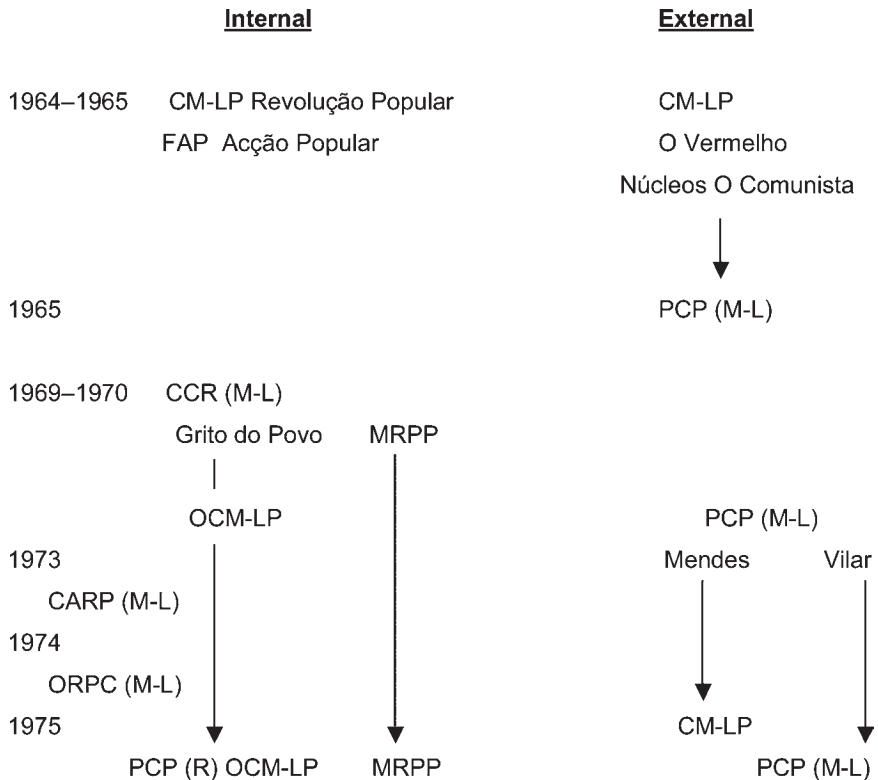 Internal External
1964–1965 CM-LP Revolução Popular CM-LP
FAP Acção Popular O Vermelho
Núcleos O Comunista
1965 PCP (M-L)
1969–1970 CCR (M-L)
Grito do Povo MRPP
OCM-LP PCP (M-L)
1973 Mendes Vilar
CARP (M-L)
1974
ORPC (M-L)
1975 CM-LP
PCP (R) OCM-LP MRPP PCP (M-L)